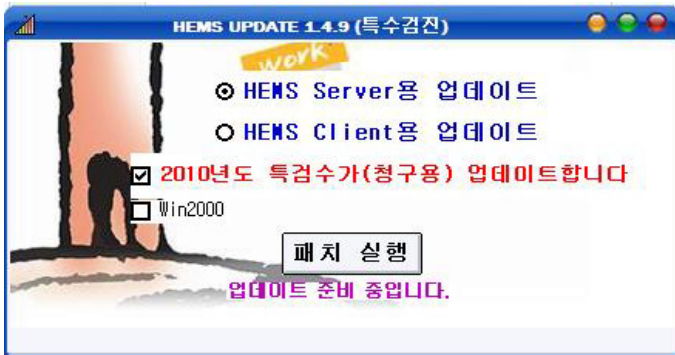 HEMS UPDATE 1.4.9 (특수검진)
Work
HEMS Server용 업데이트
HEMS Client용 업데이트
2010년도 특검수가(청구용) 업데이트합니다
Win2000
패치 실행
업데이트 준비 중입니다.